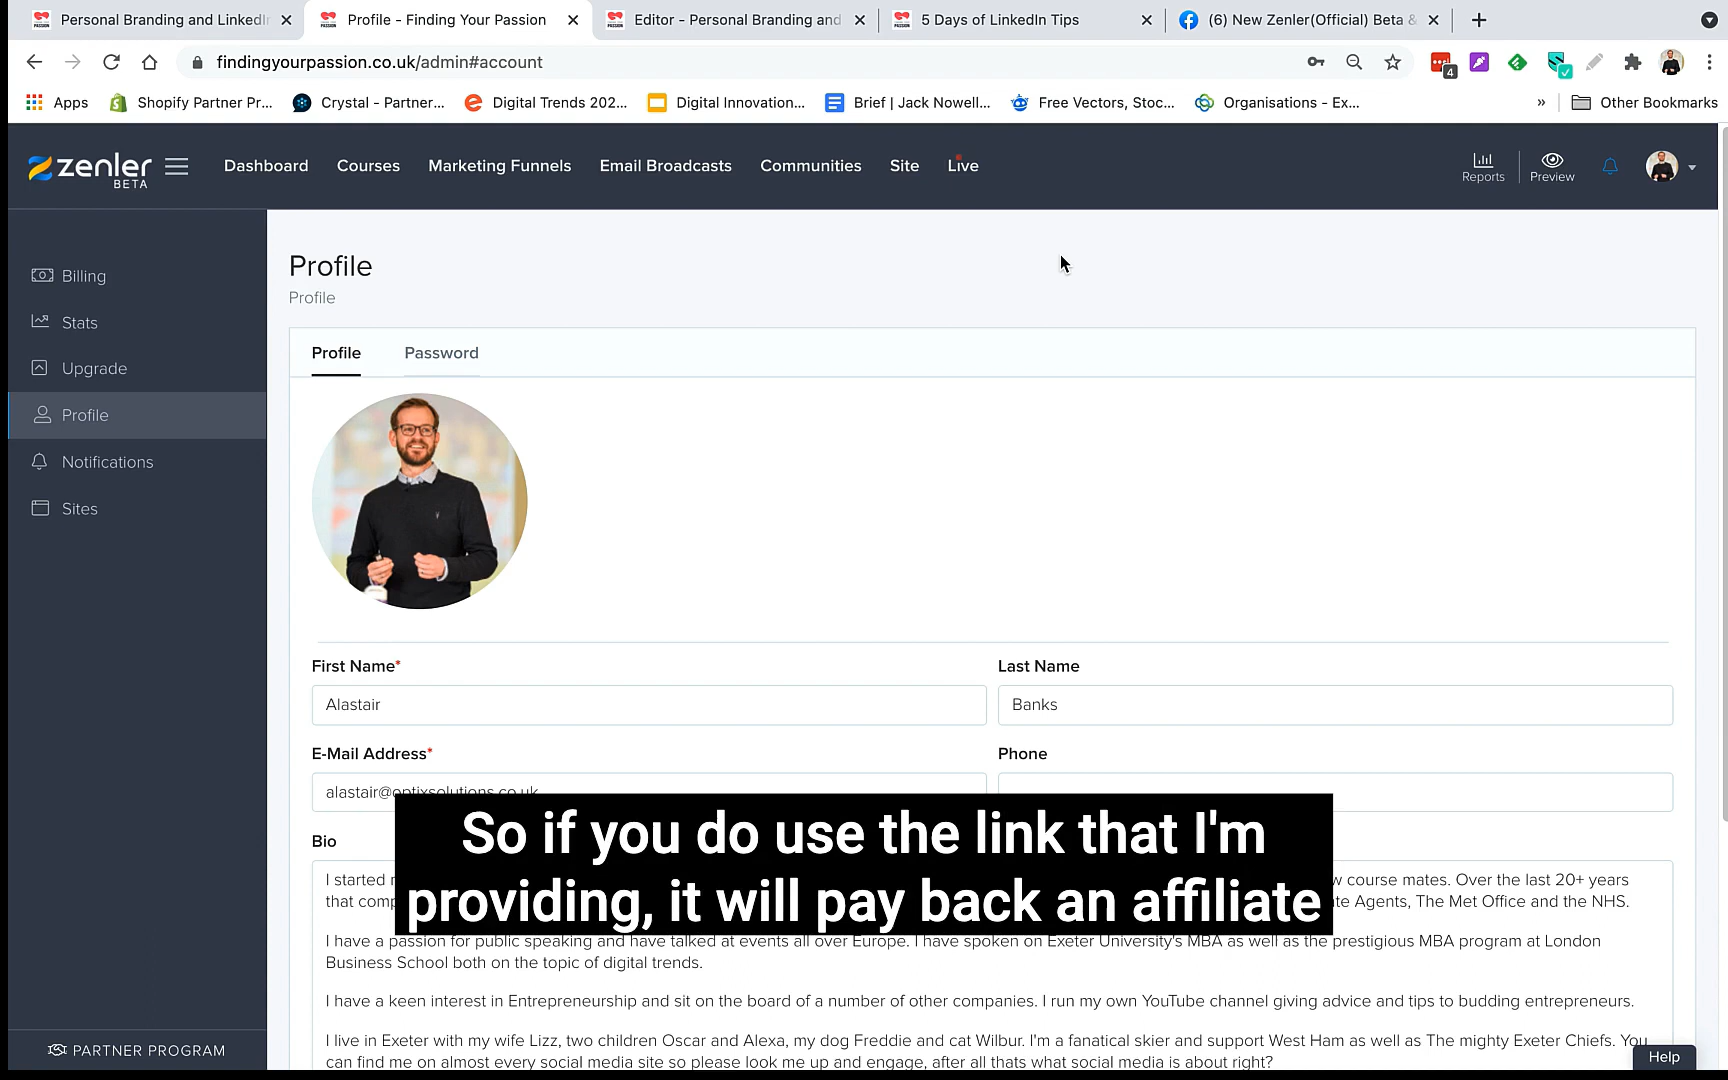 Personal Branding and LinkedIn
Profile - Finding Your Passion
Editor - Personal Branding and
5 Days of LinkedIn Tips
(6) New Zenler(Official) Beta &
findingyourpassion.co.uk/admin#account
4
Apps
Shopify Partner Pr...
Crystal - Partner...
Digital Trends 202...
Digital Innovation...
Brief | Jack Nowell...
Free Vectors, Stoc...
Organisations - Ex...
»
Other Bookmarks
zenler
BETA
Dashboard
Courses
Marketing Funnels
Email Broadcasts
Communities
Site
Live
Reports
Preview
Billing
Stats
Upgrade
Profile
Notifications
Sites
PARTNER PROGRAM
Profile
Profile
Profile
Password
First Name*
Last Name
Alastair
Banks
E-Mail Address*
Phone
alastair@optixsolutions.co.uk
Bio
So if you do use the link that I'm
providing, it will pay back an affiliate
I started
course mates. Over the last 20+ years
that
Agents, The Met Office and the NHS.
I have a passion for public speaking and have talked at events all over Europe. I have spoken on Exeter University's MBA as well as the prestigious MBA program at London
Business School both on the topic of digital trends.
I have a keen interest in Entrepreneurship and sit on the board of a number of other companies. I run my own YouTube channel giving advice and tips to budding entrepreneurs.
I live in Exeter with my wife Lizz, two children Oscar and Alexa, my dog Freddie and cat Wilbur. I'm a fanatical skier and support West Ham as well as The mighty Exeter Chiefs. You
can find me on almost every social media site so please look me up and engage, after all thats what social media is about right?
Help